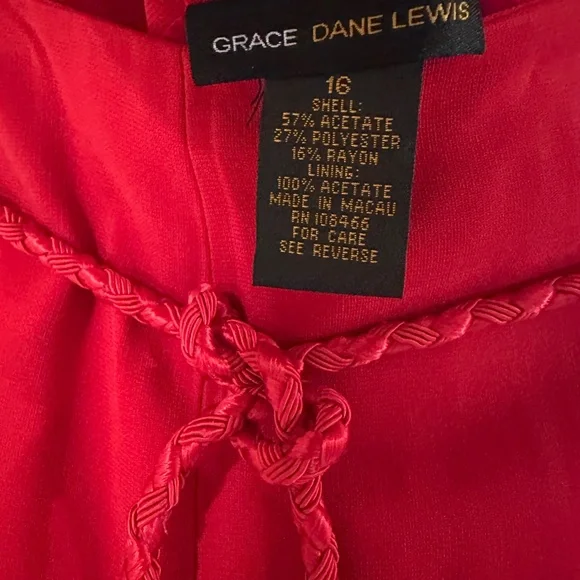 GRACE DANE LEWIS
16
SHELL:
57% ACETATE
27% POLYESTER
16% RAYON
LINING:
100% ACETATE
MADE IN MACAU
RN 108466
FOR CARE
SEE REVERSE